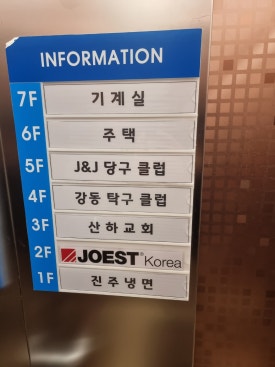 INFORMATION
7F 기계실
6F 주택
5F J&J 당구 클럽
4F 강동 탁구 클럽
3F 산하교회
2F JOEST® Korea
1F 진주냉면